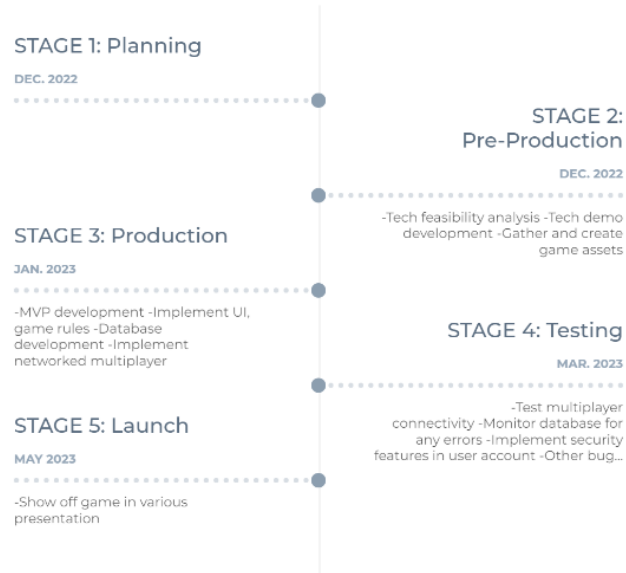 STAGE 1: Planning
DEC. 2022
STAGE 2:
Pre-Production
DEC. 2022
-Tech feasibility analysis -Tech demo
development -Gather and create
game assets
STAGE 3: Production
JAN. 2023
-MVP development -Implement UI,
game rules -Database
development -Implement
networked multiplayer
STAGE 4: Testing
MAR. 2023
-Test multiplayer
connectivity -Monitor database for
any errors -Implement security
features in user account -Other bug...
STAGE 5: Launch
MAY 2023
-Show off game in various
presentation